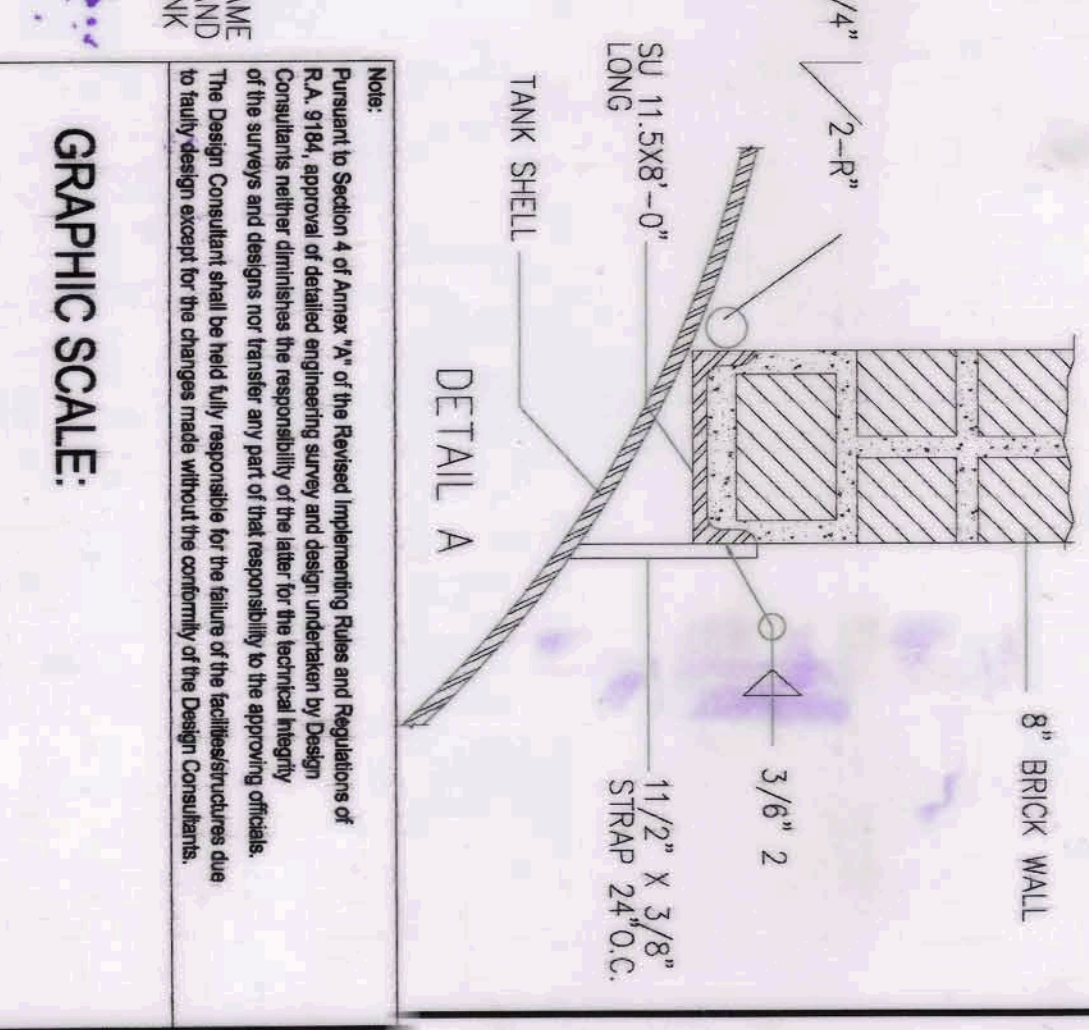 8" BRICK WALL
/4"
2-R"
3/6" 2
SU 11.5X8'-0"
LONG
11/2" X 3/8"
STRAP 24"O.C.
TANK SHELL
DETAIL A
AME
AND
NK
Note:
Pursuant to Section 4 of Annex "A" of the Revised Implementing Rules and Regulations of
R.A. 9184, approval of detailed engineering survey and design undertaken by Design
Consultants neither diminishes the responsibility of the latter for the technical integrity
of the surveys and designs nor transfer any part of that responsibility to the approving officials.
The Design Consultant shall be held fully responsible for the failure of the facilities/structures due
to faulty design except for the changes made without the conformity of the Design Consultants.
GRAPHIC SCALE: